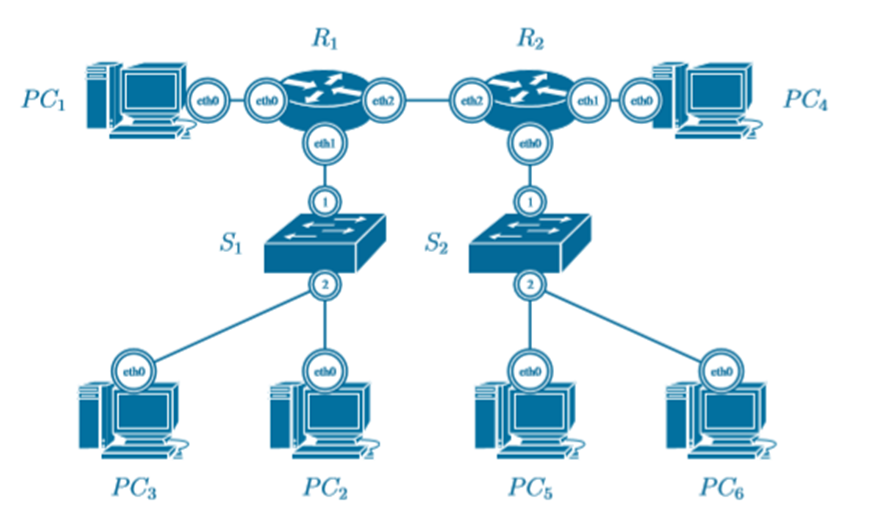 R₁ R₂
PC₁ eth0 eth0 eth2 eth2 eth1 eth0 PC₄
eth1 eth0
1 1
S₁ S₂
2 2
eth0 eth0 eth0 eth0
PC₃ PC₂ PC₅ PC₆